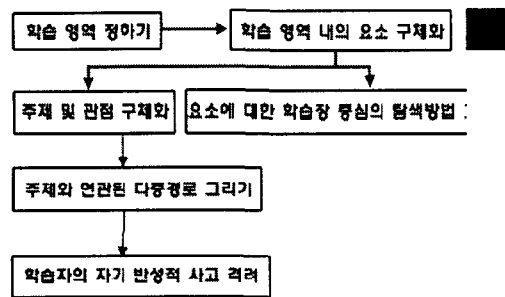 학습 영역 정하기
학습 영역 내의 요소 구체화
주제 및 관점 구체화
요소에 대한 학습장 중심의 탐색방법
주제와 연관된 다중경로 그리기
학습자의 자기 반성적 사고 격려